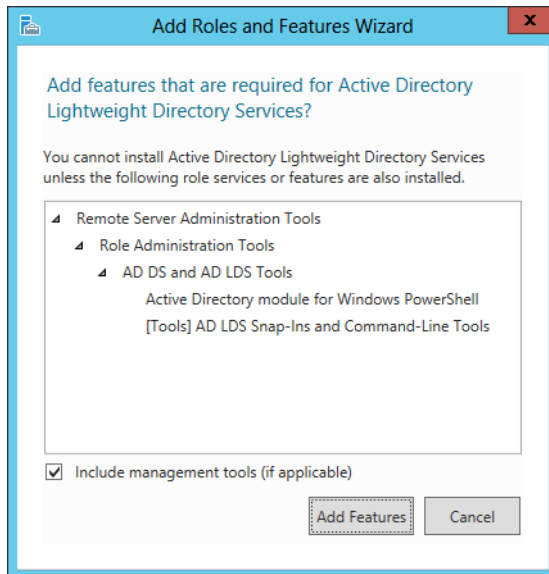 Add Roles and Features Wizard
x
Add features that are required for Active Directory
Lightweight Directory Services?
You cannot install Active Directory Lightweight Directory Services
unless the following role services or features are also installed.
Remote Server Administration Tools
Role Administration Tools
AD DS and AD LDS Tools
Active Directory module for Windows PowerShell
[Tools] AD LDS Snap-Ins and Command-Line Tools
Include management tools (if applicable)
Add Features Cancel